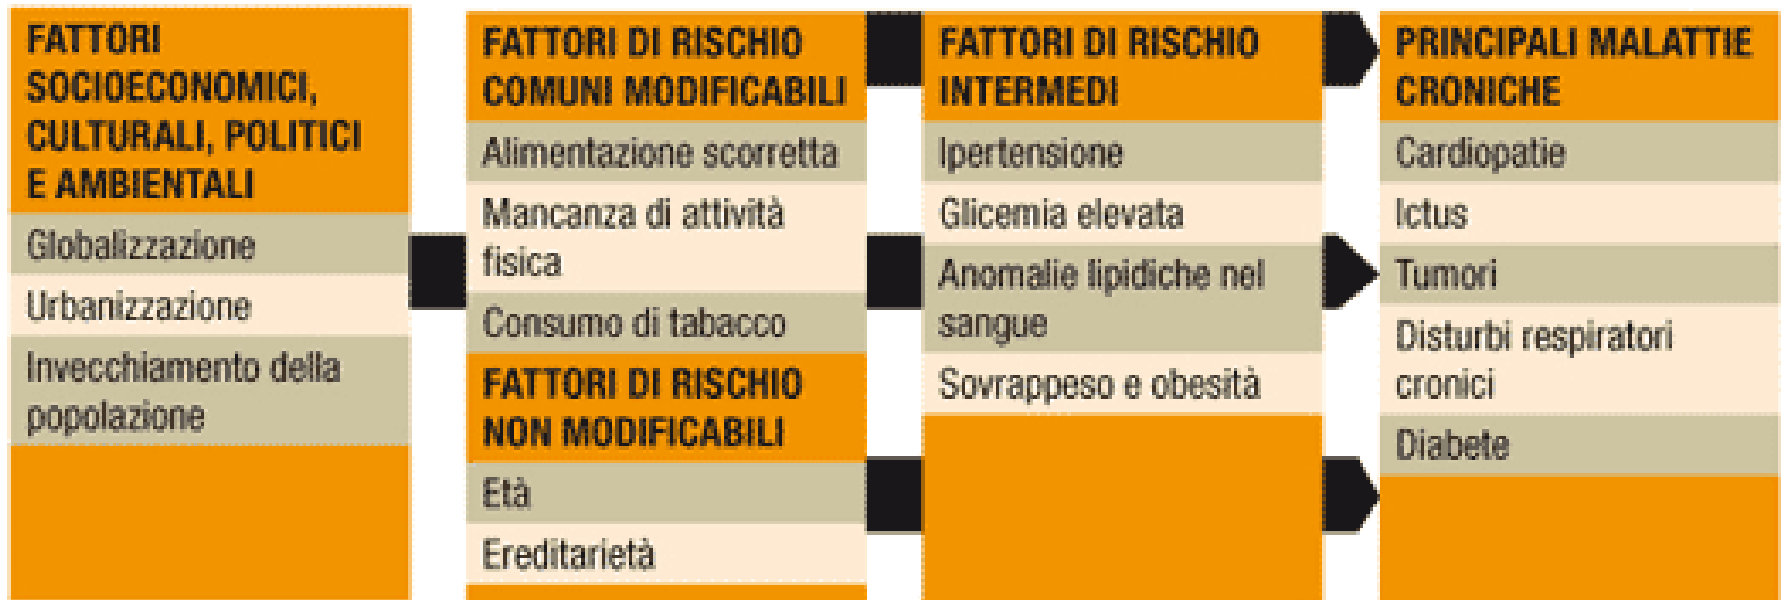 FATTORI
SOCIOECONOMICI,
CULTURALI, POLITICI
E AMBIENTALI
Globalizzazione
Urbanizzazione
Invecchiamento della
popolazione
FATTORI DI RISCHIO
COMUNI MODIFICABILI
Alimentazione scorretta
Mancanza di attività
fisica
Consumo di tabacco
FATTORI DI RISCHIO
NON MODIFICABILI
Età
Ereditarietà
FATTORI DI RISCHIO
INTERMEDI
Ipertensione
Glicemia elevata
Anomalie lipidiche nel
sangue
Sovrappeso e obesità
PRINCIPALI MALATTIE
CRONICHE
Cardiopatie
Ictus
Tumori
Disturbi respiratori
cronici
Diabete